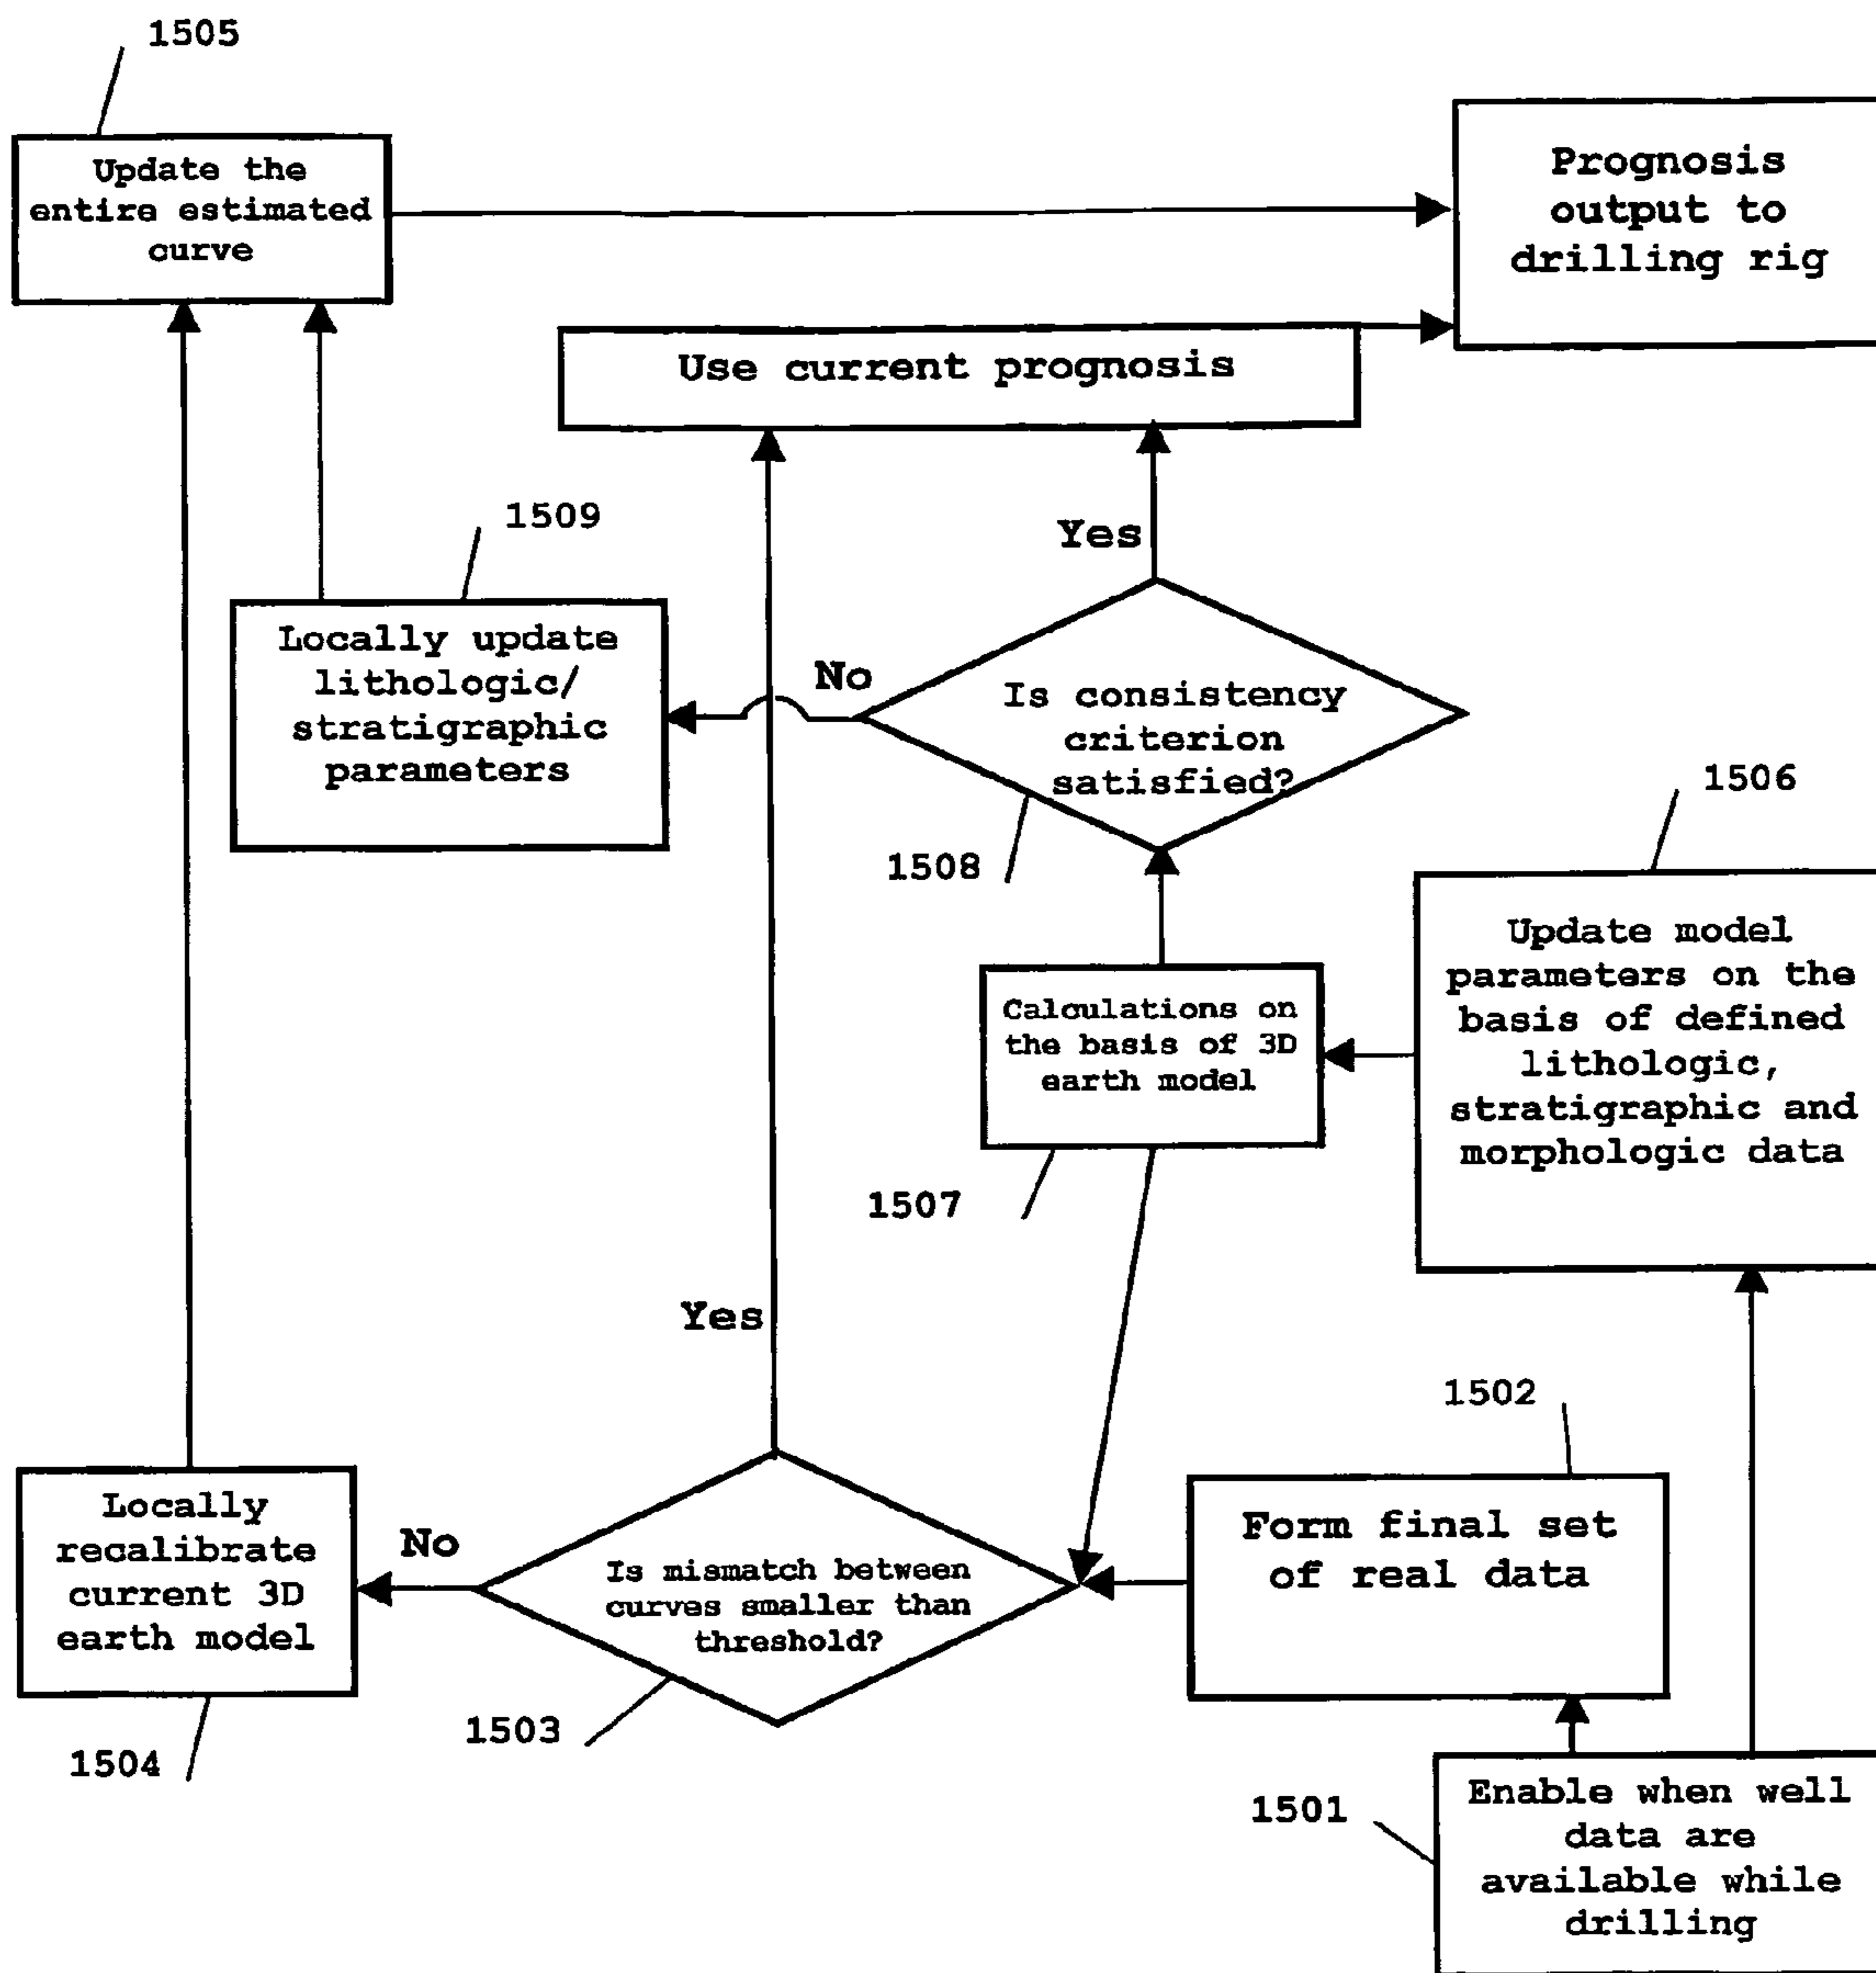 1505
Update the
entire estimated
curve
Prognosis
output to
drilling rig
Use current prognosis
1509
Yes
Locally update
lithologic/
stratigraphic
parameters
No
Is consistency
criterion
satisfied?
1508
1506
Update model
parameters on the
basis of defined
lithologic,
stratigraphic and
morphologic data
Calculations on
the basis of 3D
earth model
1507
Yes
1502
Locally
recalibrate
current 3D
earth model
No
Is mismatch between
curves smaller than
threshold?
Form final set
of real data
1504
1503
1501
Enable when well
data are
available while
drilling